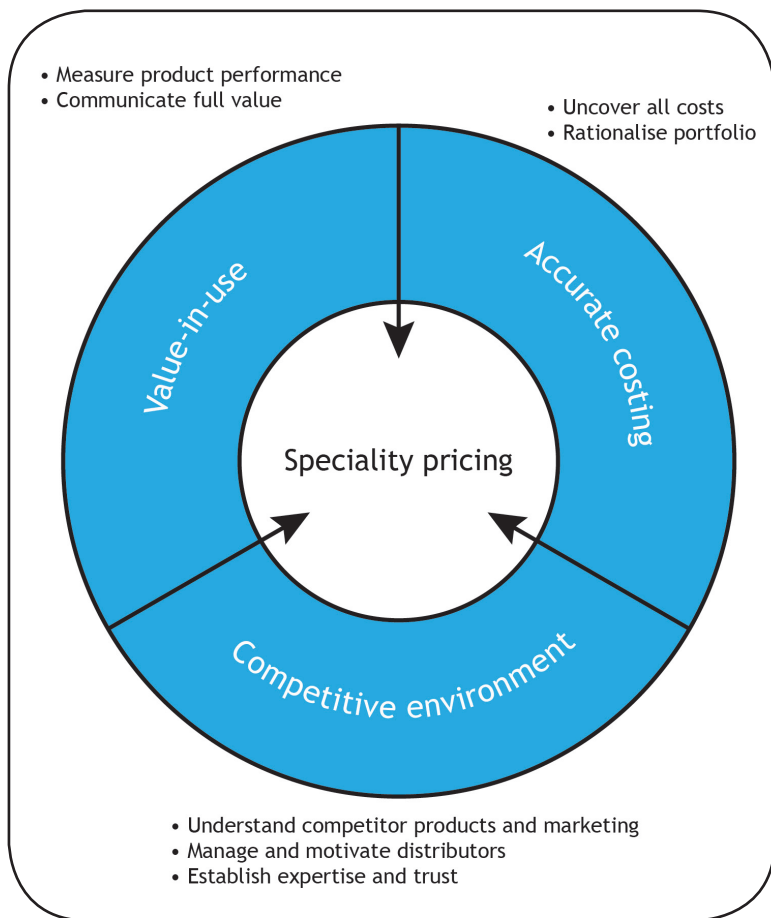 • Measure product performance
• Communicate full value
• Uncover all costs
• Rationalise portfolio
Value-in-use
Accurate costing
Speciality pricing
Competitive environment
• Understand competitor products and marketing
• Manage and motivate distributors
• Establish expertise and trust